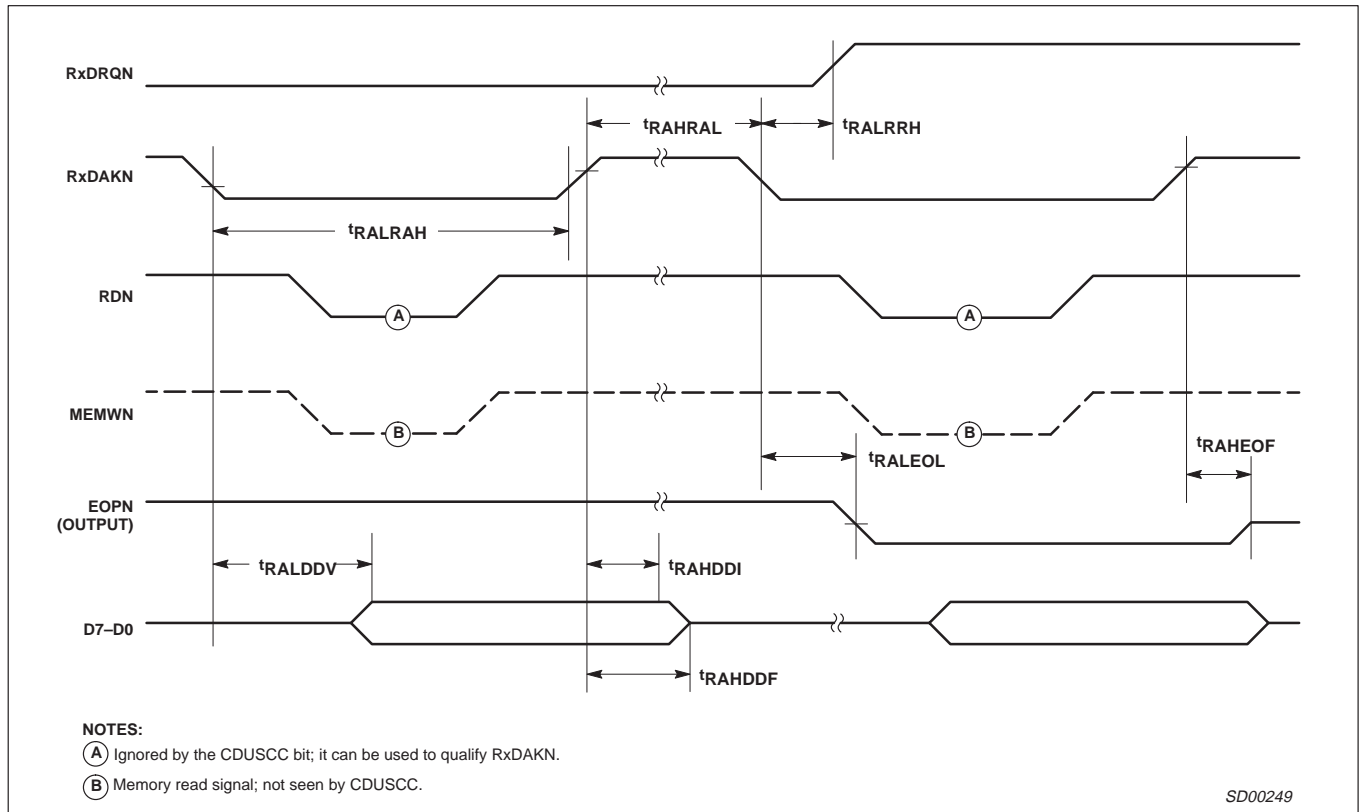 RxDRQN
tRAHRAL
tRALRRH
RxDAKN
tRALRAH
RDN
A
A
MEMWN
B
B
tRALEOL
tRAHEOF
EOPN
(OUTPUT)
tRALDDV
tRAHDDI
D7–D0
tRAHDDF
NOTES:
A Ignored by the CDUSCC bit; it can be used to qualify RxDAKN.
B Memory read signal; not seen by CDUSCC.
SD00249